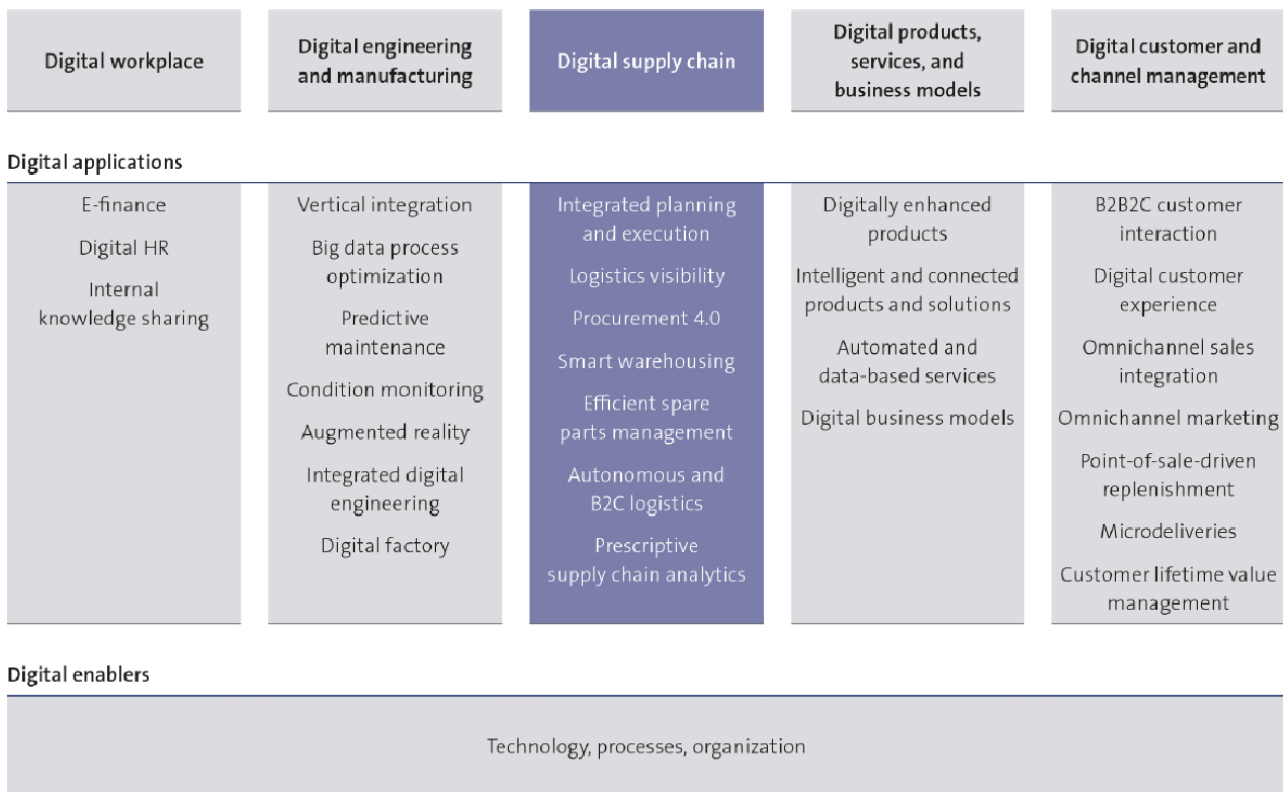 Digital workplace
Digital engineering
and manufacturing
Digital supply chain
Digital products,
services, and
business models
Digital customer and
channel management
Digital applications
E-finance
Digital HR
Internal
knowledge sharing
Vertical integration
Big data process
optimization
Predictive
maintenance
Condition monitoring
Augmented reality
Integrated digital
engineering
Digital factory
Integrated planning
and execution
Logistics visibility
Procurement 4.0
Smart warehousing
Efficient spare
parts management
Autonomous and
B2C logistics
Prescriptive
supply chain analytics
Digitally enhanced
products
Intelligent and connected
products and solutions
Automated and
data-based services
Digital business models
B2B2C customer
interaction
Digital customer
experience
Omnichannel sales
integration
Omnichannel marketing
Point-of-sale-driven
replenishment
Microdeliveries
Customer lifetime value
management
Digital enablers
Technology, processes, organization